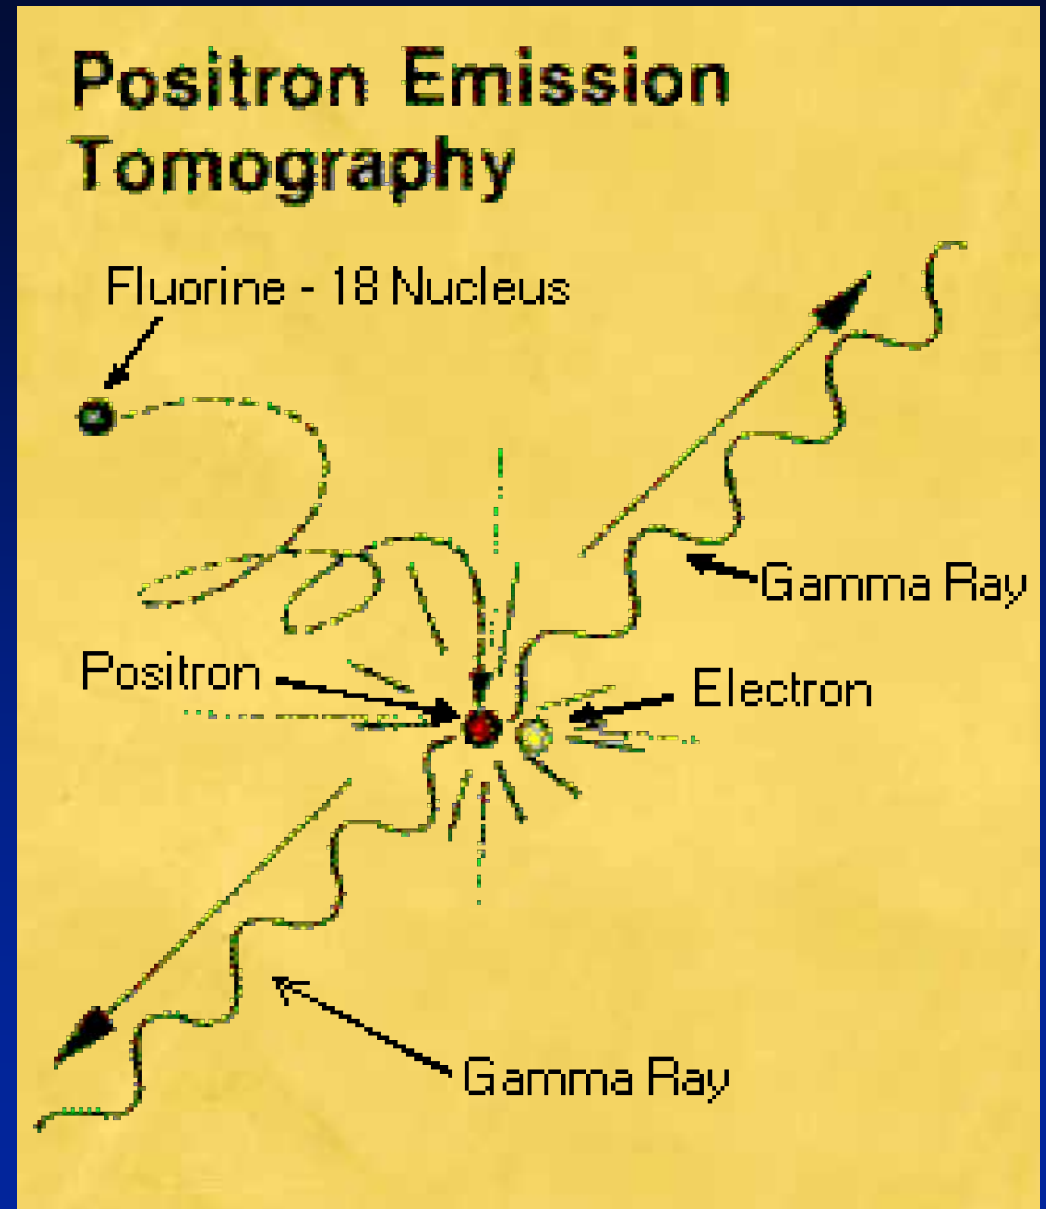 Positron Emission
Tomography
Fluorine - 18 Nucleus
Gamma Ray
Positron
Electron
Gamma Ray